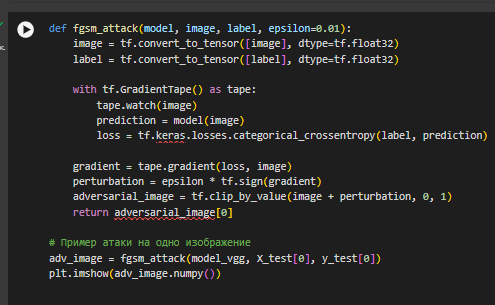 def fgsm_attack(model, image, label, epsilon=0.01):
    image = tf.convert_to_tensor([image], dtype=tf.float32)
    label = tf.convert_to_tensor([label], dtype=tf.float32)

    with tf.GradientTape() as tape:
        tape.watch(image)
        prediction = model(image)
        loss = tf.keras.losses.categorical_crossentropy(label, prediction)

    gradient = tape.gradient(loss, image)
    perturbation = epsilon * tf.sign(gradient)
    adversarial_image = tf.clip_by_value(image + perturbation, 0, 1)
    return adversarial_image[0]

# Пример атаки на одно изображение
adv_image = fgsm_attack(model_vgg, X_test[0], y_test[0])
plt.imshow(adv_image.numpy())